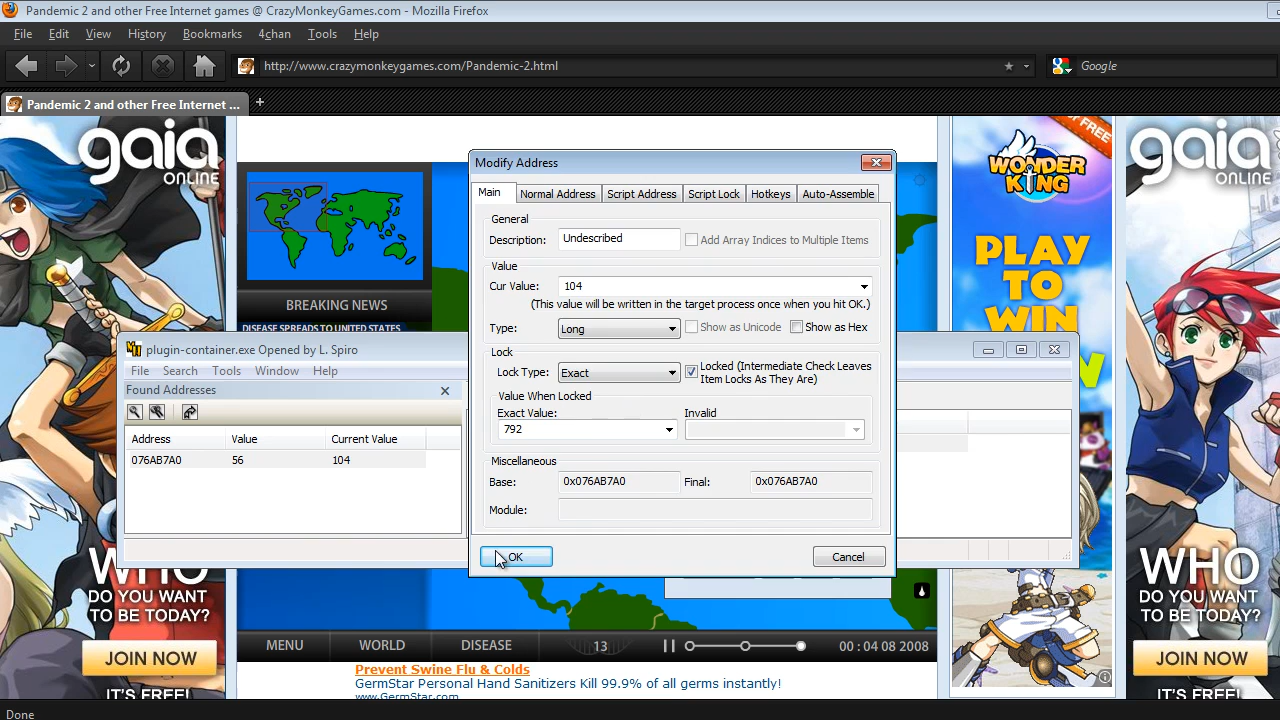 Pandemic 2 and other Free Internet games @ CrazyMonkeyGames.com - Mozilla Firefox
File Edit View History Bookmarks 4chan Tools Help
http://www.crazymonkeygames.com/Pandemic-2.html
Google
Pandemic 2 and other Free Internet ...
gaia
ONLINE
WHO
DO YOU WANT
TO BE TODAY?
JOIN NOW
IT'S FREE!
BREAKING NEWS
DISEASE SPREADS TO UNITED STATES
plugin-container.exe Opened by L. Spiro
File Search Tools Window Help
Found Addresses
Address Value Current Value
076AB7A0 56 104
Modify Address
Main Normal Address Script Address Script Lock Hotkeys Auto-Assemble
General
Description: Undescribed Add Array Indices to Multiple Items
Value
Cur Value: 104
(This value will be written in the target process once when you hit OK.)
Type: Long Show as Unicode Show as Hex
Lock
Lock Type: Exact Locked (Intermediate Check Leaves
Item Locks As They Are)
Value When Locked
Exact Value: Invalid
792
Miscellaneous
Base: 0x076AB7A0 Final: 0x076AB7A0
Module:
OK Cancel
MENU WORLD DISEASE 13 00 : 04 08 2008
Prevent Swine Flu & Colds
GermStar Personal Hand Sanitizers Kill 99.9% of all germs instantly!
www.GermStar.com
FREE
WONDER
KING
PLAY
TO
WIN
gaia
ONLINE
WHO
DO YOU WANT
TO BE TODAY?
JOIN NOW
IT'S FREE!
Done